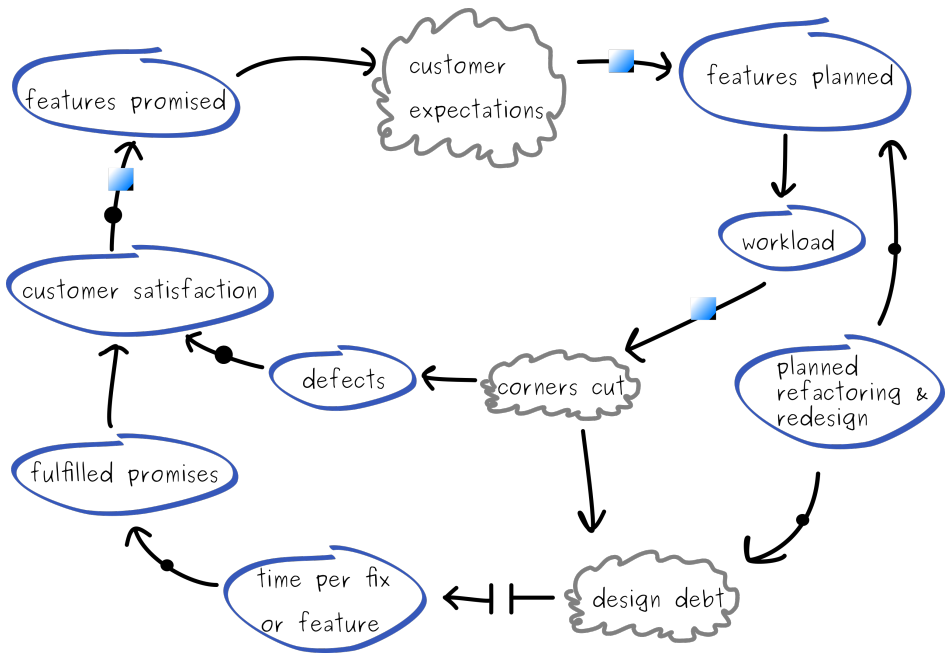 customer
expectations
features planned
features promised
workload
customer satisfaction
defects
corners cut
planned
refactoring &
redesign
fulfilled promises
time per fix
or feature
design debt